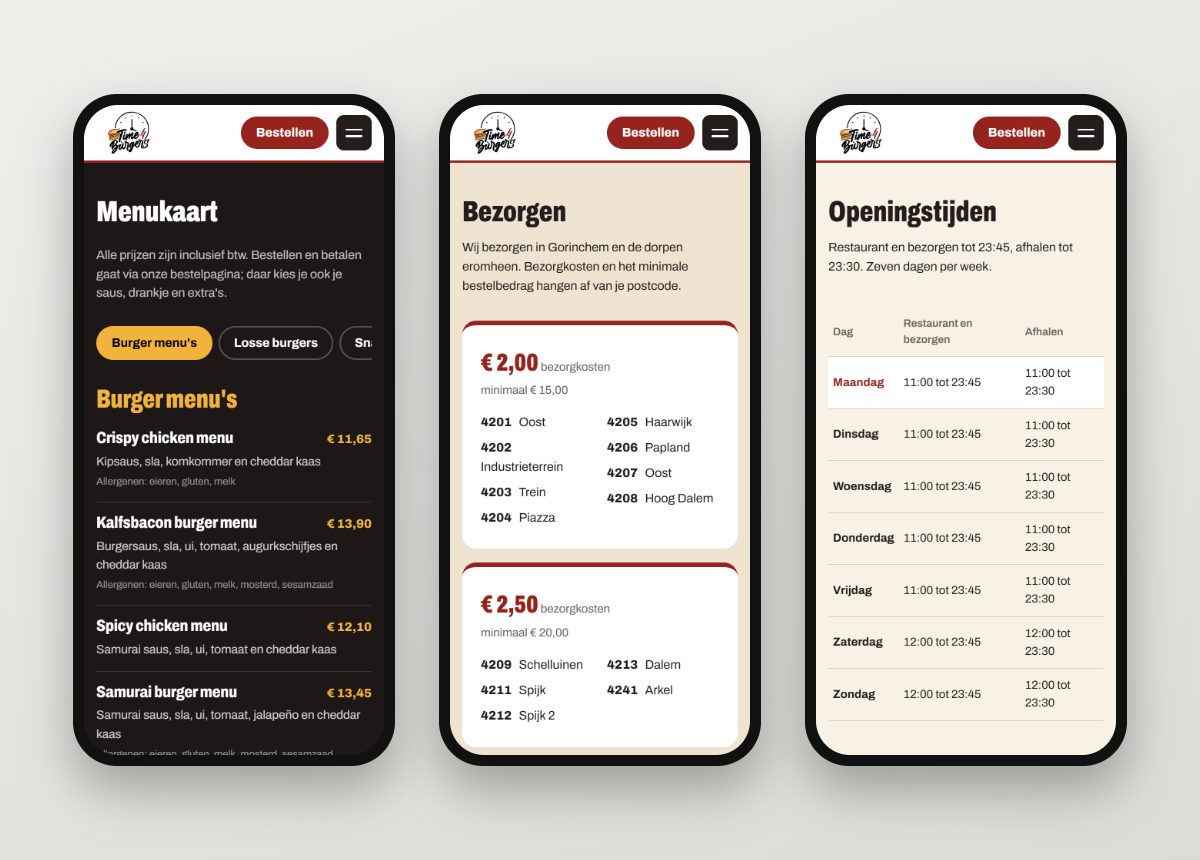 Time 4 Burgers
Bestellen
Menukaart
Alle prijzen zijn inclusief btw. Bestellen en betalen
gaat via onze bestelpagina; daar kies je ook je
saus, drankje en extra's.
Burger menu's
Losse burgers
Sna
Burger menu's
Crispy chicken menu € 11,65
Kipsaus, sla, komkommer en cheddar kaas
Allergenen: eieren, gluten, melk
Kalfsbacon burger menu € 13,90
Burgersaus, sla, ui, tomaat, augurkschijfjes en
cheddar kaas
Allergenen: eieren, gluten, melk, mosterd, sesamzaad
Spicy chicken menu € 12,10
Samurai saus, sla, ui, tomaat en cheddar kaas
Samurai burger menu € 13,45
Samurai saus, sla, ui, tomaat, jalapeño en cheddar
kaas
Allergenen: eieren, gluten, melk, mosterd, sesamzaad
Time 4 Burgers
Bestellen
Bezorgen
Wij bezorgen in Gorinchem en de dorpen
eromheen. Bezorgkosten en het minimale
bestelbedrag hangen af van je postcode.
€ 2,00 bezorgkosten
minimaal € 15,00
4201 Oost
4202
Industrieterrein
4203 Trein
4204 Piazza
4205 Haarwijk
4206 Papland
4207 Oost
4208 Hoog Dalem
€ 2,50 bezorgkosten
minimaal € 20,00
4209 Schelluinen
4211 Spijk
4212 Spijk 2
4213 Dalem
4241 Arkel
Time 4 Burgers
Bestellen
Openingstijden
Restaurant en bezorgen tot 23:45, afhalen tot
23:30. Zeven dagen per week.
Dag
Restaurant en
bezorgen
Afhalen
Maandag 11:00 tot 23:45 11:00 tot
23:30
Dinsdag 11:00 tot 23:45 11:00 tot
23:30
Woensdag 11:00 tot 23:45 11:00 tot
23:30
Donderdag 11:00 tot 23:45 11:00 tot
23:30
Vrijdag 11:00 tot 23:45 11:00 tot
23:30
Zaterdag 12:00 tot 23:45 12:00 tot
23:30
Zondag 12:00 tot 23:45 12:00 tot
23:30